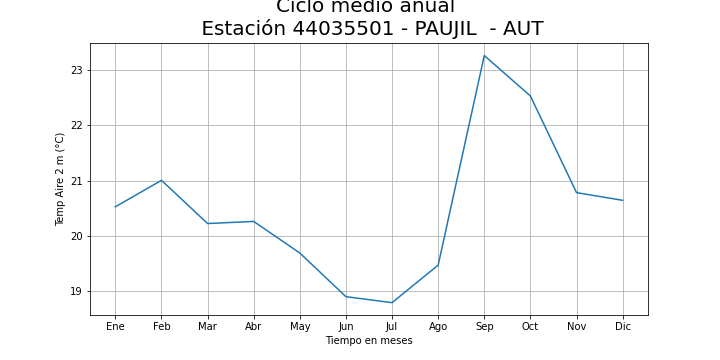 Ciclo medio anual
Estación 44035501 - PAUJIL  - AUT
Temp Aire 2 m (°C)
23
22
21
20
19
Ene Feb Mar Abr May Jun Jul Ago Sep Oct Nov Dic
Tiempo en meses